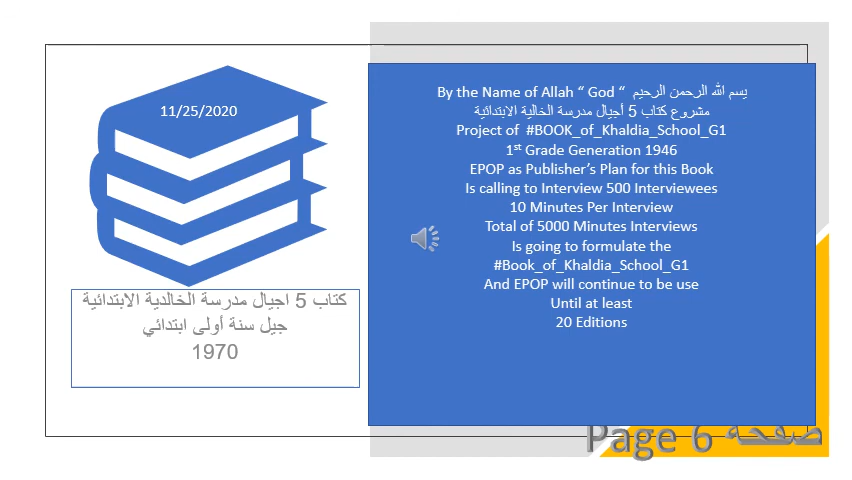 11/25/2020
كتاب 5 اجيال مدرسة الخالدية الابتدائية
جيل سنة أولى ابتدائي
1970
By the Name of Allah “ God “ بسم الله الرحمن الرحيم
مشروع كتاب 5 أجيال مدرسة الخالية الابتدائية
Project of #BOOK_of_Khaldia_School_G1
1st Grade Generation 1946
EPOP as Publisher’s Plan for this Book
Is calling to Interview 500 Interviewees
10 Minutes Per Interview
Total of 5000 Minutes Interviews
Is going to formulate the
#Book_of_Khaldia_School_G1
And EPOP will continue to be use
Until at least
20 Editions
Page 6 صفحة